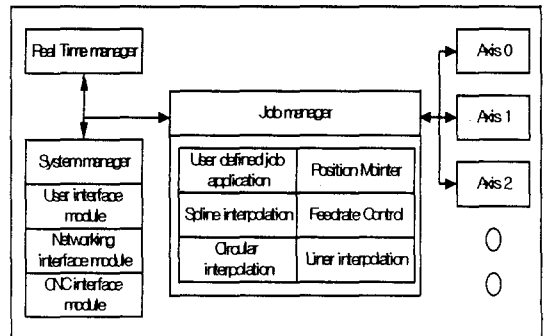 Real Time manager
System manager
User interface
module
Networking
interface module
CNC interface
module
Job manager
User defined job
application
Position Mointer
Spline interpolation
Feedrate Control
Circular
interpolation
Liner interpolation
Axis 0
Axis 1
Axis 2